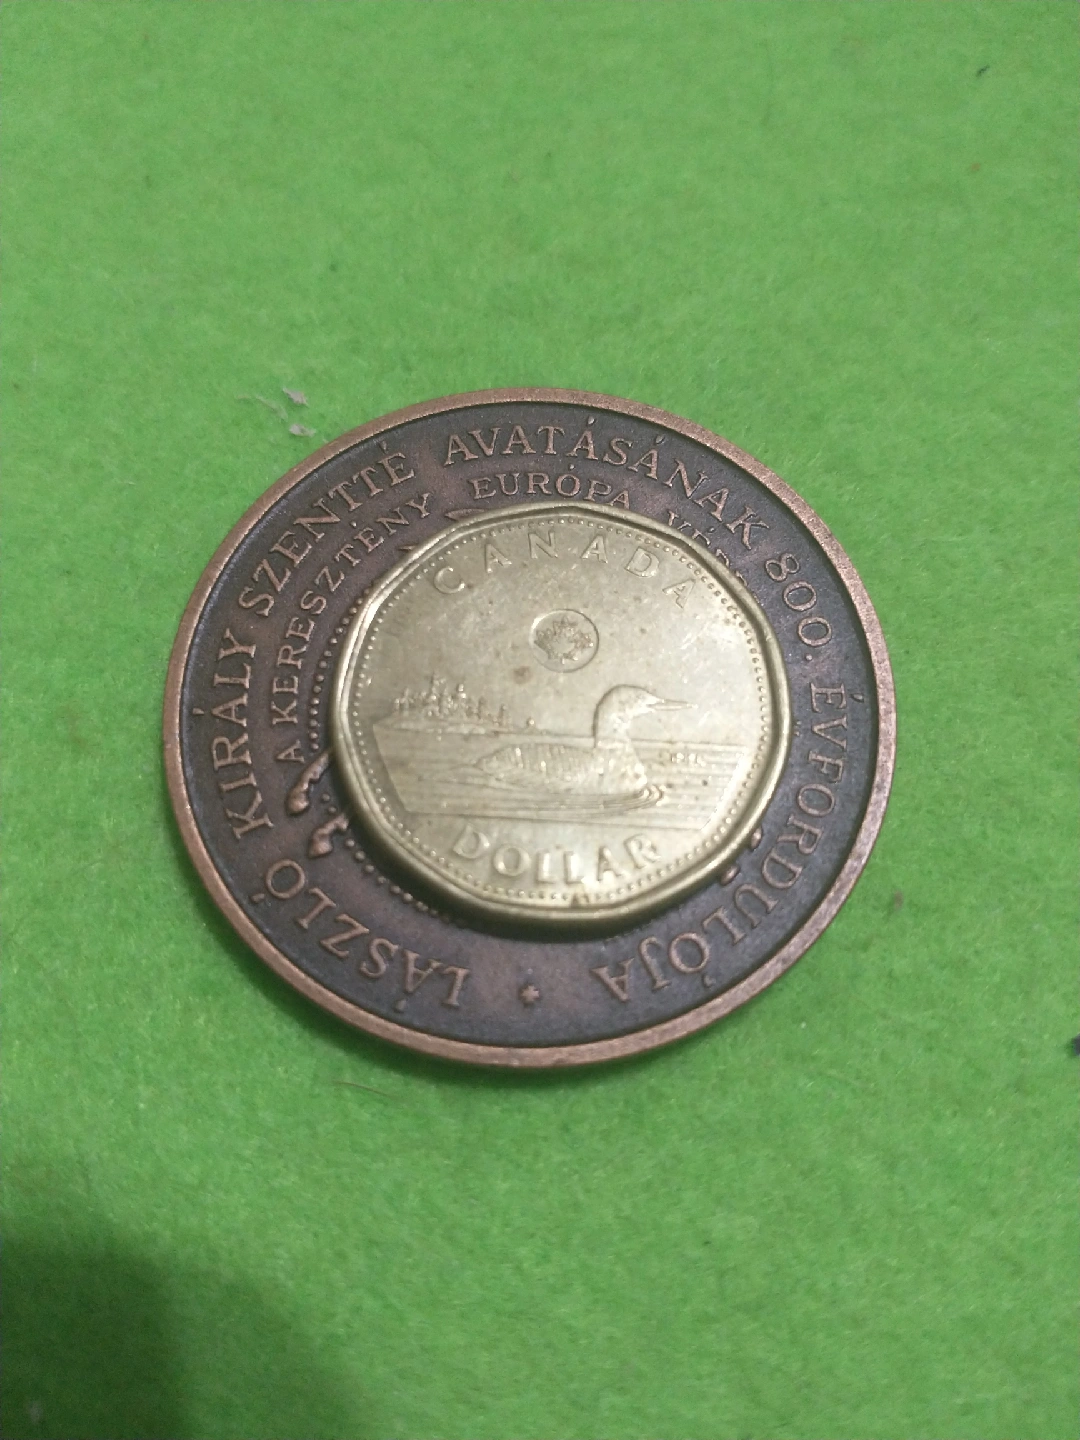 LÁSZLÓ KIRÁLY SZENTTÉ AVATÁSÁNAK 800. ÉVFORDULÓJA
A KERESZTÉNY EURÓPA
CANADA
DOLLAR